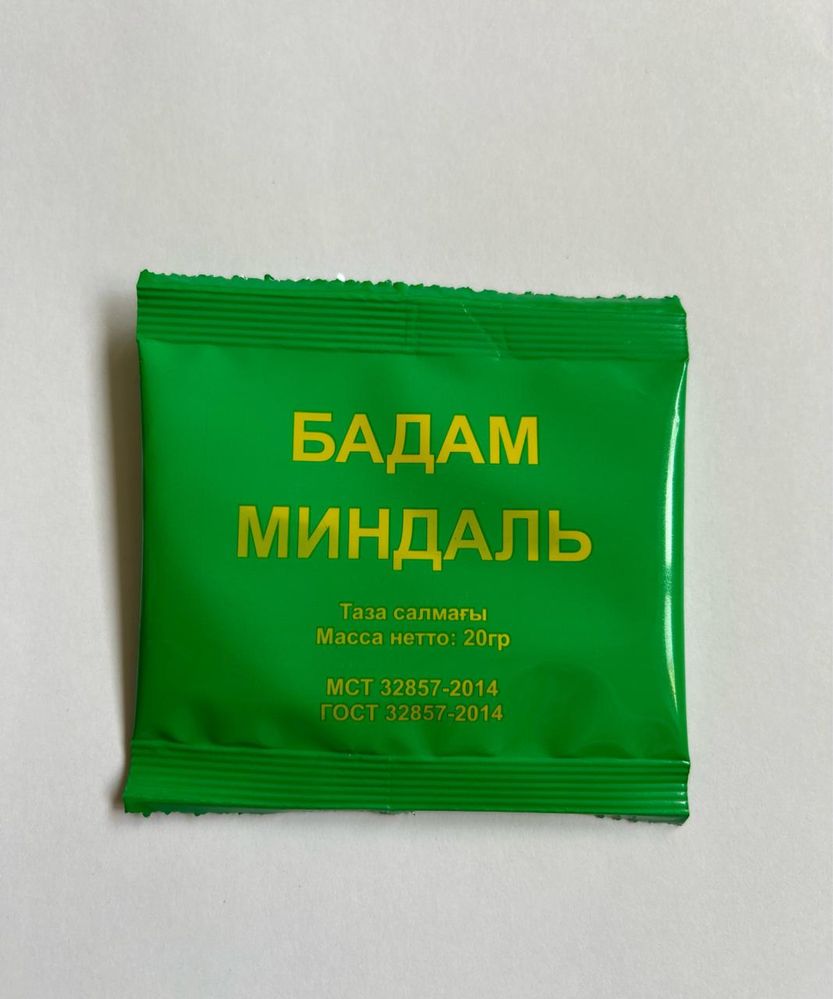 БАДАМ
МИНДАЛЬ
Таза салмағы
Масса нетто: 20гр
МСТ 32857-2014
ГОСТ 32857-2014